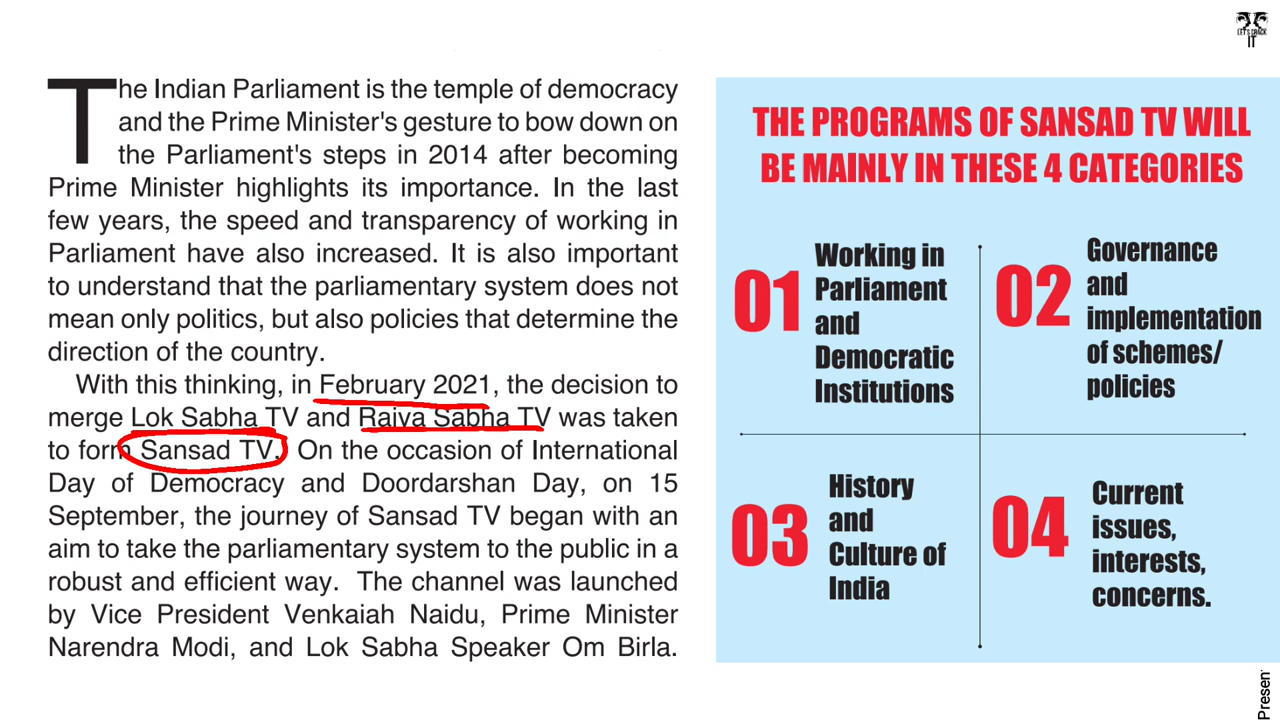 LET'S CRACK
IT
The Indian Parliament is the temple of democracy
and the Prime Minister's gesture to bow down on
the Parliament's steps in 2014 after becoming
Prime Minister highlights its importance. In the last
few years, the speed and transparency of working in
Parliament have also increased. It is also important
to understand that the parliamentary system does not
mean only politics, but also policies that determine the
direction of the country.
With this thinking, in February 2021, the decision to
merge Lok Sabha TV and Rajya Sabha TV was taken
to form Sansad TV. On the occasion of International
Day of Democracy and Doordarshan Day, on 15
September, the journey of Sansad TV began with an
aim to take the parliamentary system to the public in a
robust and efficient way. The channel was launched
by Vice President Venkaiah Naidu, Prime Minister
Narendra Modi, and Lok Sabha Speaker Om Birla.
THE PROGRAMS OF SANSAD TV WILL
BE MAINLY IN THESE 4 CATEGORIES
01
Working in
Parliament
and
Democratic
Institutions
02
Governance
and
implementation
of schemes/
policies
03
History
and
Culture of
India
04
Current
issues,
interests,
concerns.
Presen